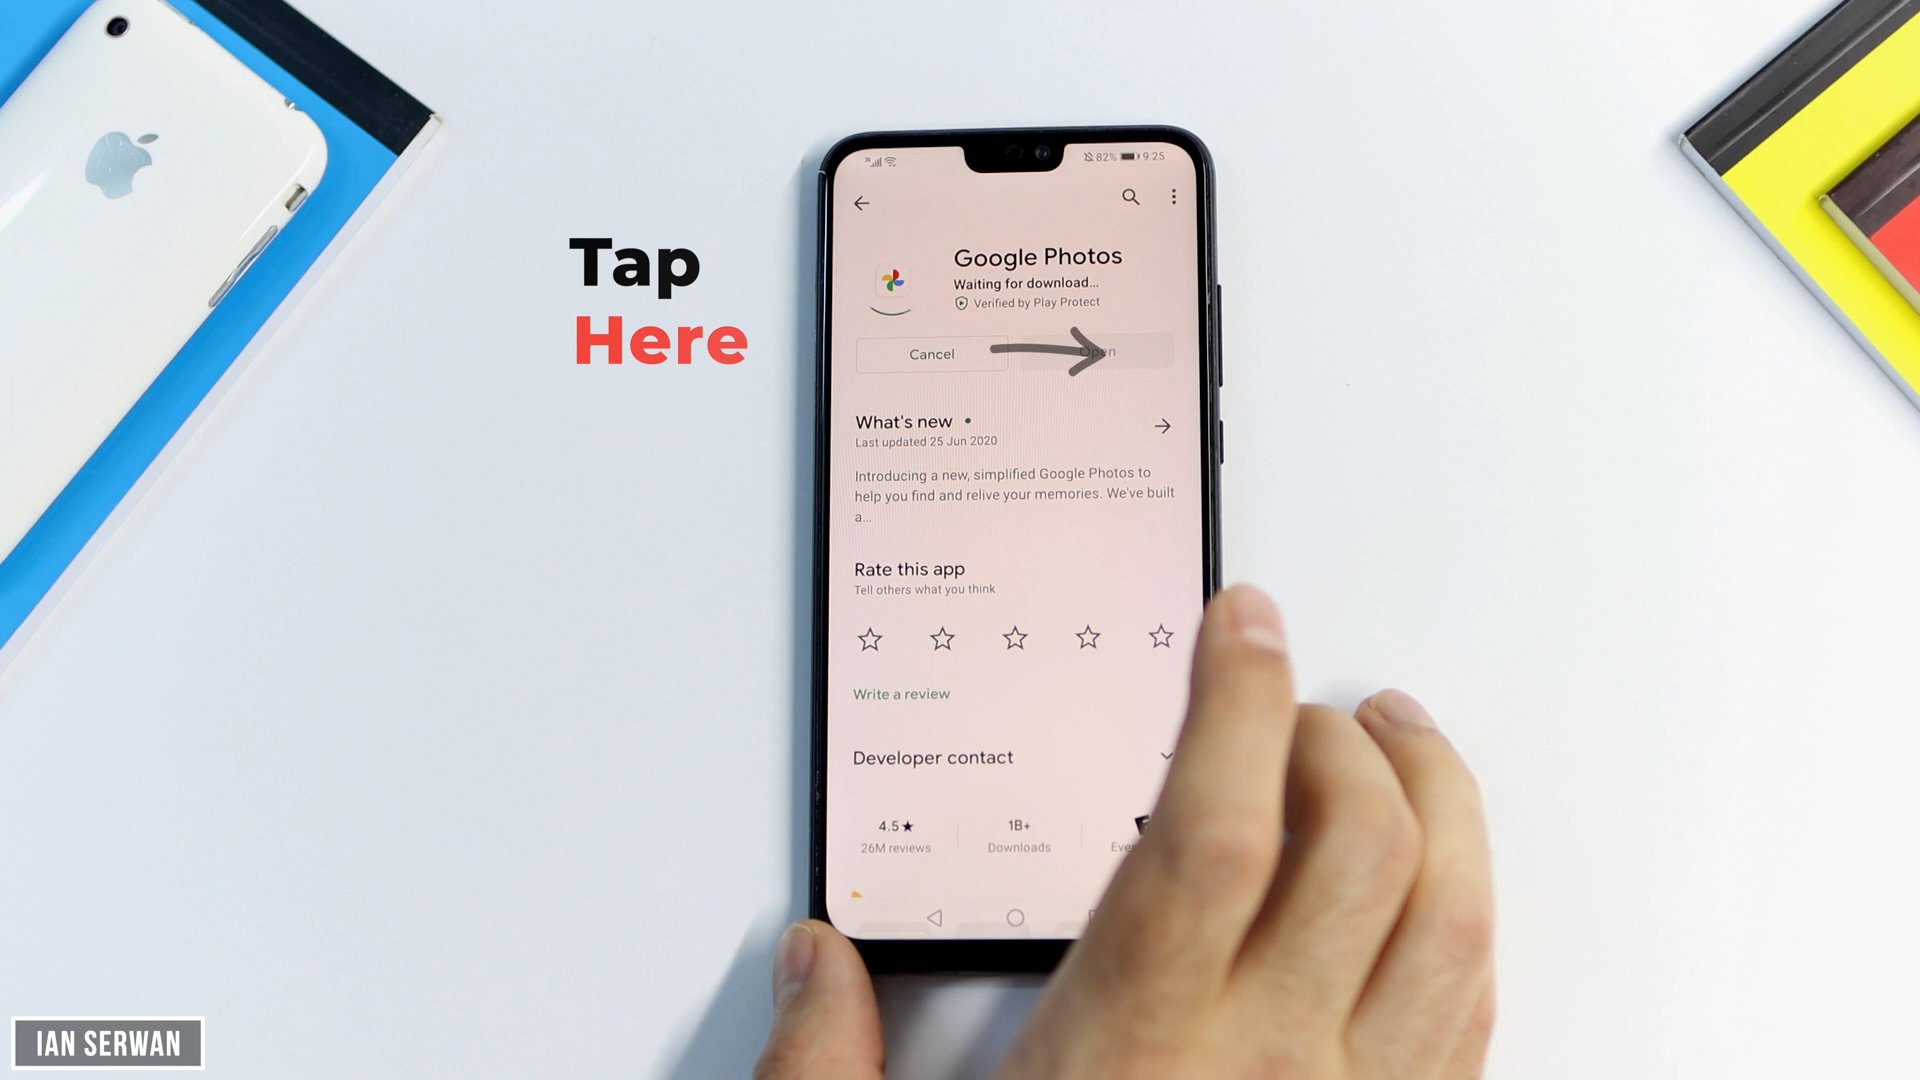 82% 9:25
Tap
Here
Google Photos
Waiting for download...
Verified by Play Protect
Cancel
Open
What's new
Last updated 25 Jun 2020
Introducing a new, simplified Google Photos to
help you find and relive your memories. We've built
a...
Rate this app
Tell others what you think
Write a review
Developer contact
4.5★ 1B+
26M reviews Downloads
IAN SERWAN